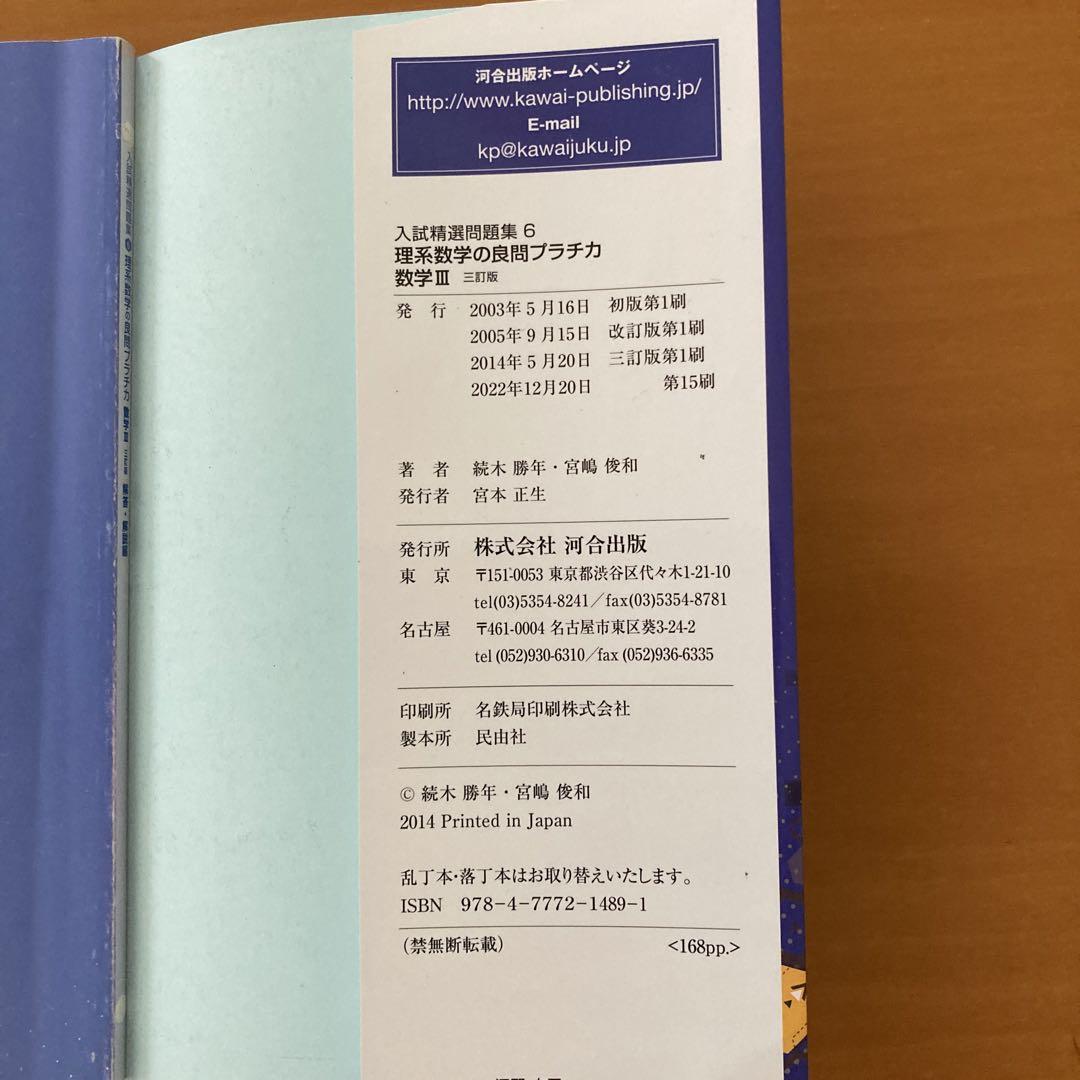 入試精選問題集 6 理系数学の良問プラチカ 数学Ⅲ 三訂版 解答・解説編
河合出版ホームページ
http://www.kawai-publishing.jp/
E-mail
kp@kawaijuku.jp
入試精選問題集 6
理系数学の良問プラチカ
数学Ⅲ 三訂版
発 行 2003年 5 月16日 初版第1刷
2005年 9 月15日 改訂版第1刷
2014年 5 月20日 三訂版第1刷
2022年12月20日 第15刷
著 者 続木 勝年・宮嶋 俊和
発行者 宮本 正生
発行所 株式会社 河合出版
東 京 〒151-0053 東京都渋谷区代々木1-21-10
tel(03)5354-8241／fax(03)5354-8781
名古屋 〒461-0004 名古屋市東区葵3-24-2
tel (052)930-6310／fax (052)936-6335
印刷所 名鉄局印刷株式会社
製本所 民由社
© 続木 勝年・宮嶋 俊和
2014 Printed in Japan
乱丁本・落丁本はお取り替えいたします。
ISBN 978-4-7772-1489-1
(禁無断転載) <168pp.>